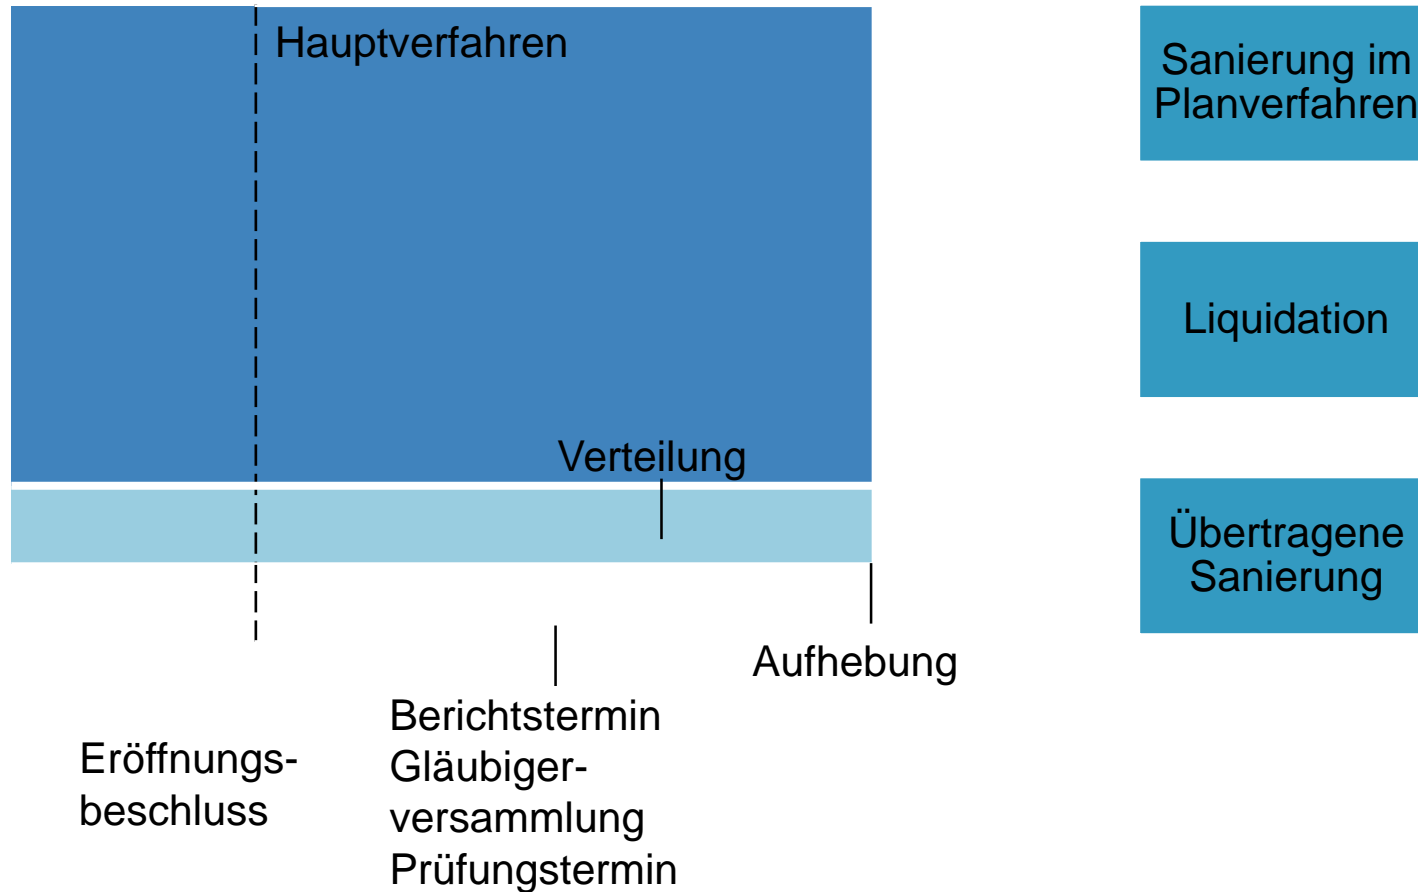 Hauptverfahren
Verteilung
Aufhebung
Eröffnungs-
beschluss
Berichtstermin
Gläubiger-
versammlung
Prüfungstermin
Sanierung im
Planverfahren
Liquidation
Übertragene
Sanierung